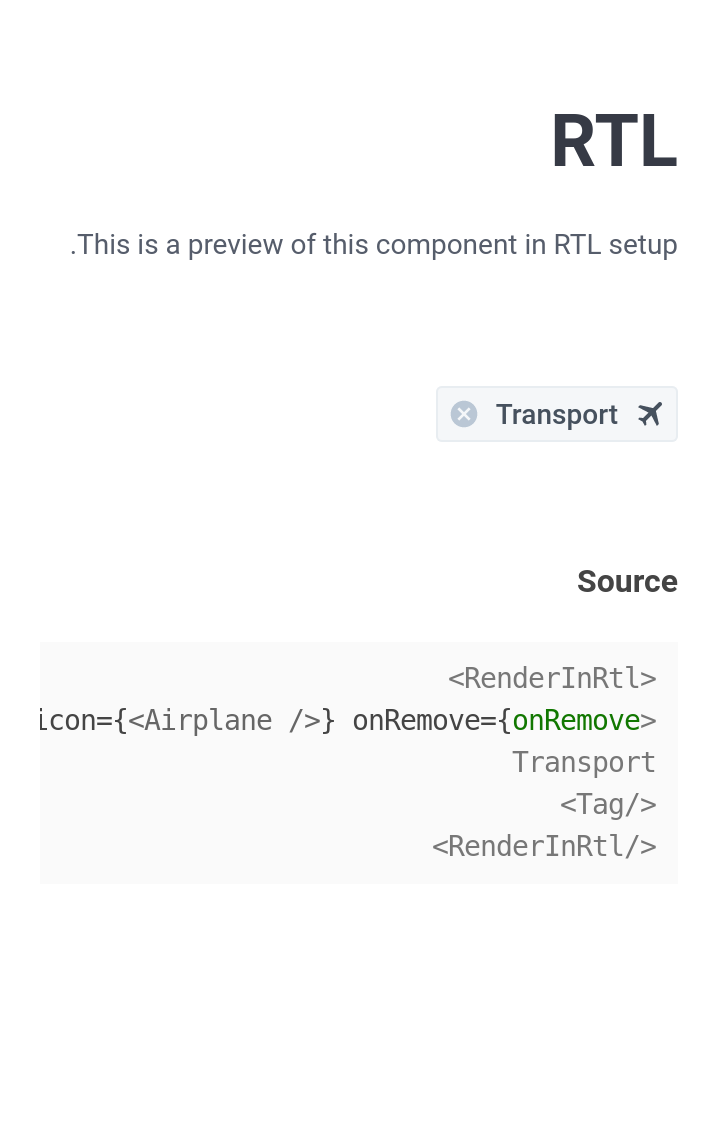 RTL
.This is a preview of this component in RTL setup
Transport
Source
<RenderInRtl>
icon={<Airplane />} onRemove={onRemove>
Transport
<Tag/>
<RenderInRtl/>